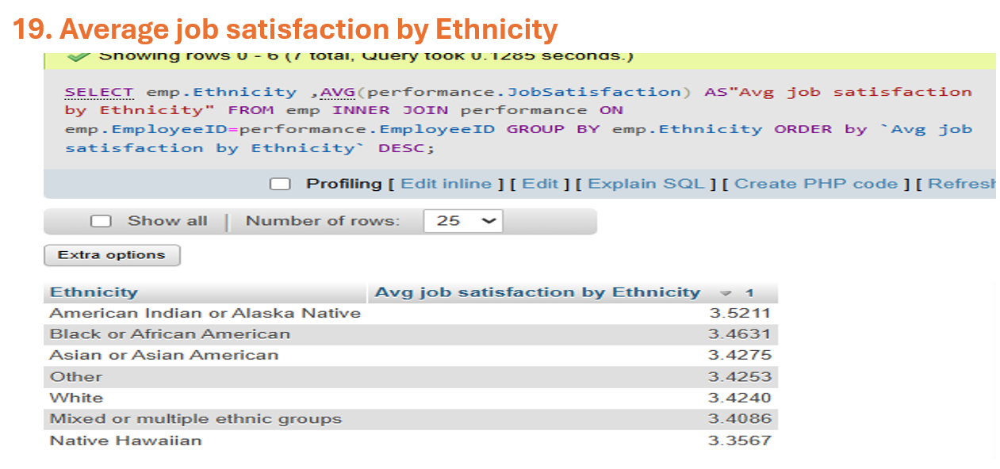 19. Average job satisfaction by Ethnicity
Showing rows 0 - 6 (7 total, Query took 0.1285 seconds.)
SELECT emp.Ethnicity ,AVG(performance.JobSatisfaction) AS"Avg job satisfaction
by Ethnicity" FROM emp INNER JOIN performance ON
emp.EmployeeID=performance.EmployeeID GROUP BY emp.Ethnicity ORDER by `Avg job
satisfaction by Ethnicity` DESC;
Profiling [ Edit inline ] [ Edit ] [ Explain SQL ] [ Create PHP code ] [ Refresh
Show all | Number of rows: 25
Extra options
Ethnicity Avg job satisfaction by Ethnicity 1
American Indian or Alaska Native 3.5211
Black or African American 3.4631
Asian or Asian American 3.4275
Other 3.4253
White 3.4240
Mixed or multiple ethnic groups 3.4086
Native Hawaiian 3.3567